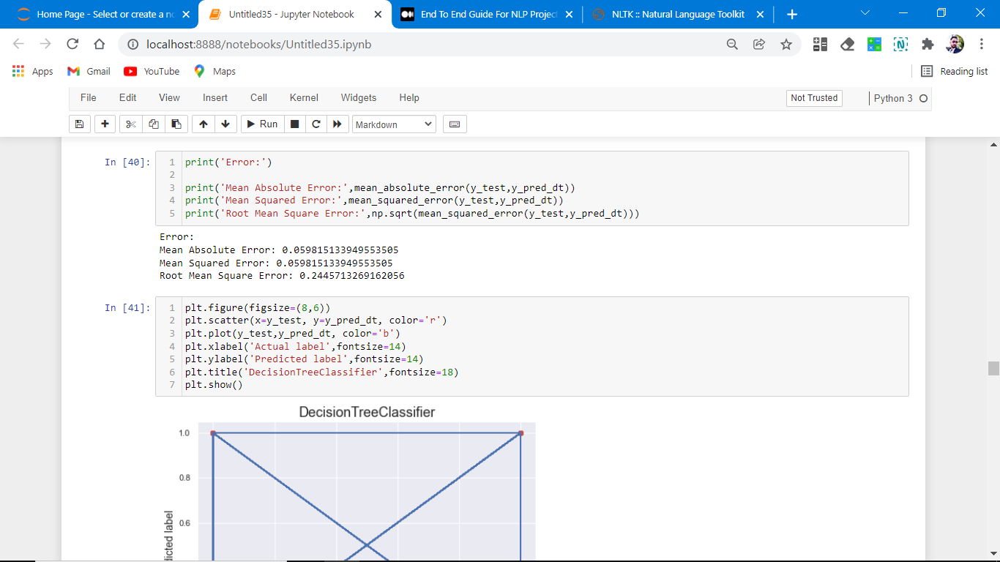 Home Page - Select or create a no
Untitled35 - Jupyter Notebook
End To End Guide For NLP Project
NLTK :: Natural Language Toolkit
localhost:8888/notebooks/Untitled35.ipynb
Apps Gmail YouTube Maps Reading list
File Edit View Insert Cell Kernel Widgets Help Not Trusted Python 3
Run Markdown
In [40]:
1 print('Error:')
2
3 print('Mean Absolute Error:',mean_absolute_error(y_test,y_pred_dt))
4 print('Mean Squared Error:',mean_squared_error(y_test,y_pred_dt))
5 print('Root Mean Square Error:',np.sqrt(mean_squared_error(y_test,y_pred_dt)))
Error:
Mean Absolute Error: 0.059815133949553505
Mean Squared Error: 0.059815133949553505
Root Mean Square Error: 0.2445713269162056
In [41]:
1 plt.figure(figsize=(8,6))
2 plt.scatter(x=y_test, y=y_pred_dt, color='r')
3 plt.plot(y_test,y_pred_dt, color='b')
4 plt.xlabel('Actual label',fontsize=14)
5 plt.ylabel('Predicted label',fontsize=14)
6 plt.title('DecisionTreeClassifier',fontsize=18)
7 plt.show()
DecisionTreeClassifier
1.0
0.8
0.6
dicted label